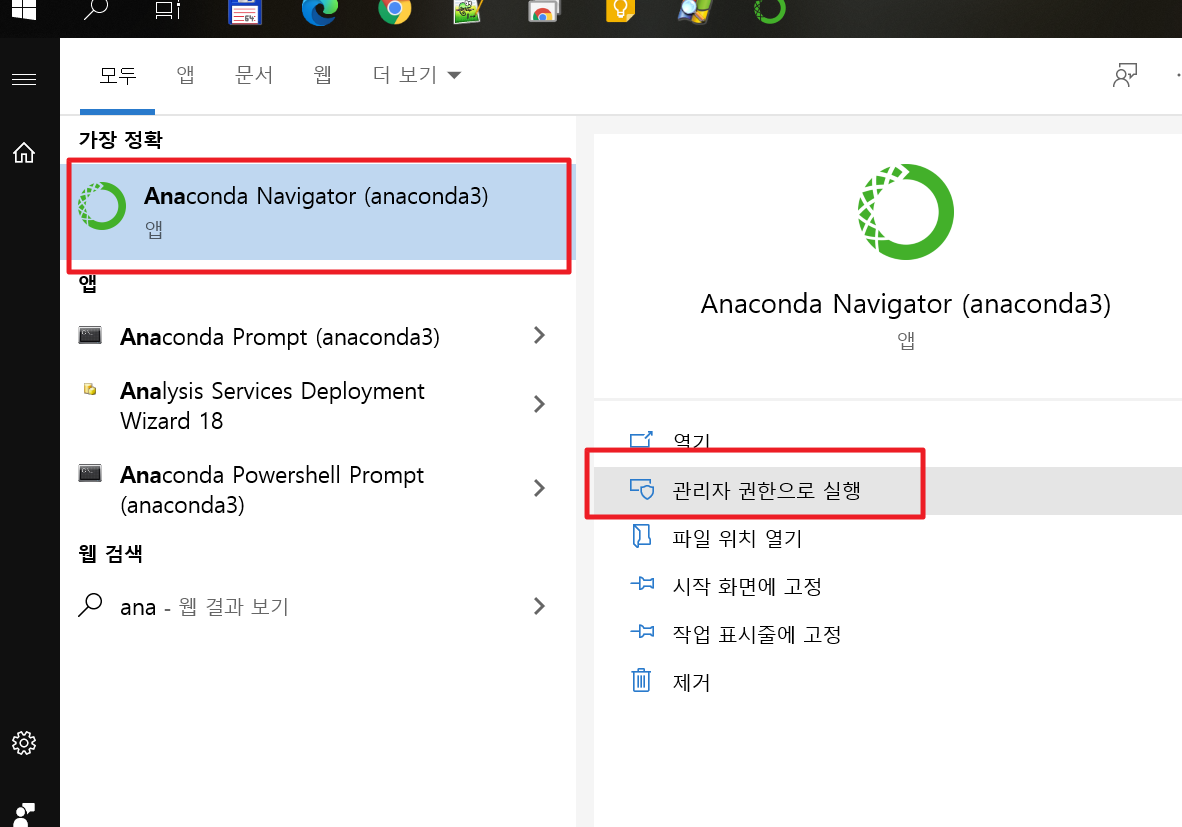 모두 앱 문서 웹 더 보기
가장 정확
Anaconda Navigator (anaconda3)
앱
앱
Anaconda Prompt (anaconda3)
Analysis Services Deployment
Wizard 18
Anaconda Powershell Prompt
(anaconda3)
웹 검색
ana - 웹 결과 보기
Anaconda Navigator (anaconda3)
앱
열기
관리자 권한으로 실행
파일 위치 열기
시작 화면에 고정
작업 표시줄에 고정
제거